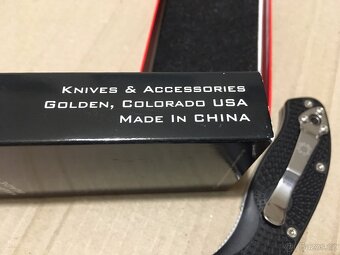 Knives & Accessories
Golden, Colorado USA
Made In CHINA